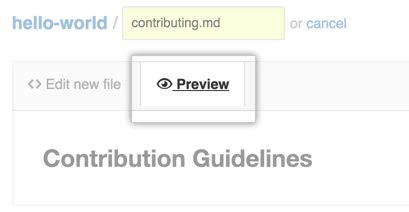 hello-world / contributing.md or cancel
<> Edit new file Preview
Contribution Guidelines